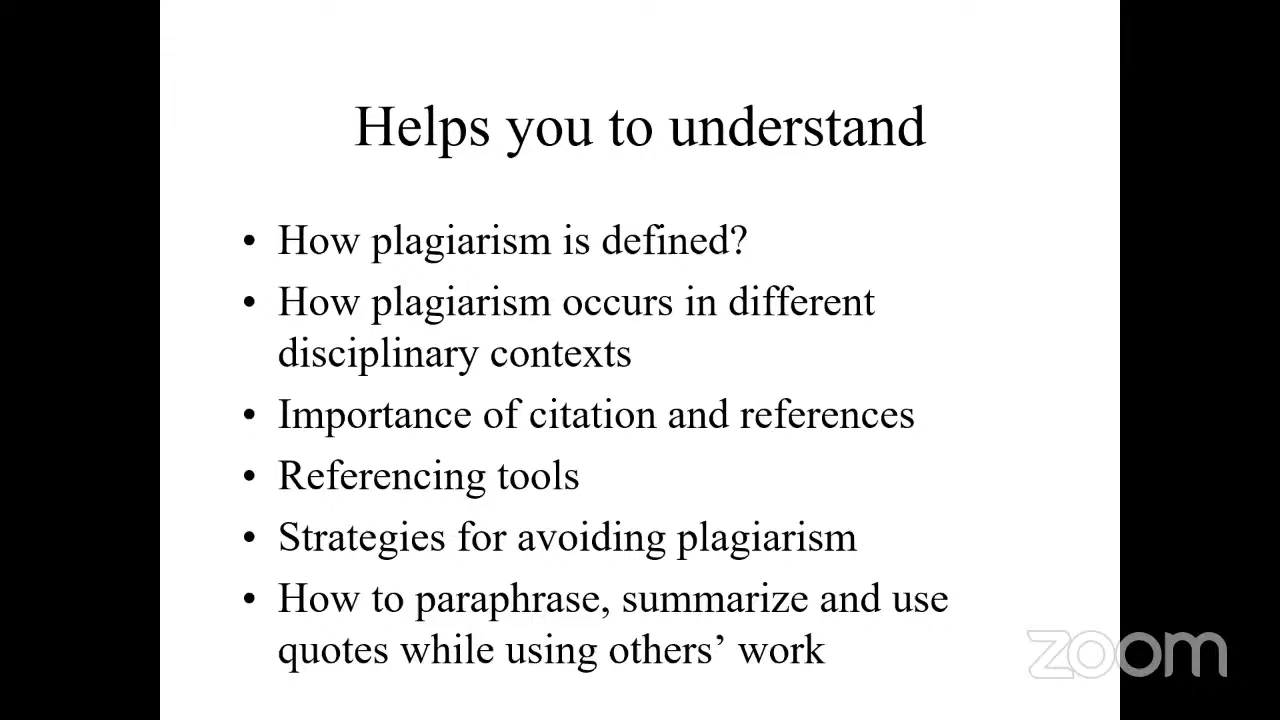 Helps you to understand
• How plagiarism is defined?
• How plagiarism occurs in different
disciplinary contexts
• Importance of citation and references
• Referencing tools
• Strategies for avoiding plagiarism
• How to paraphrase, summarize and use
quotes while using others’ work
zoom